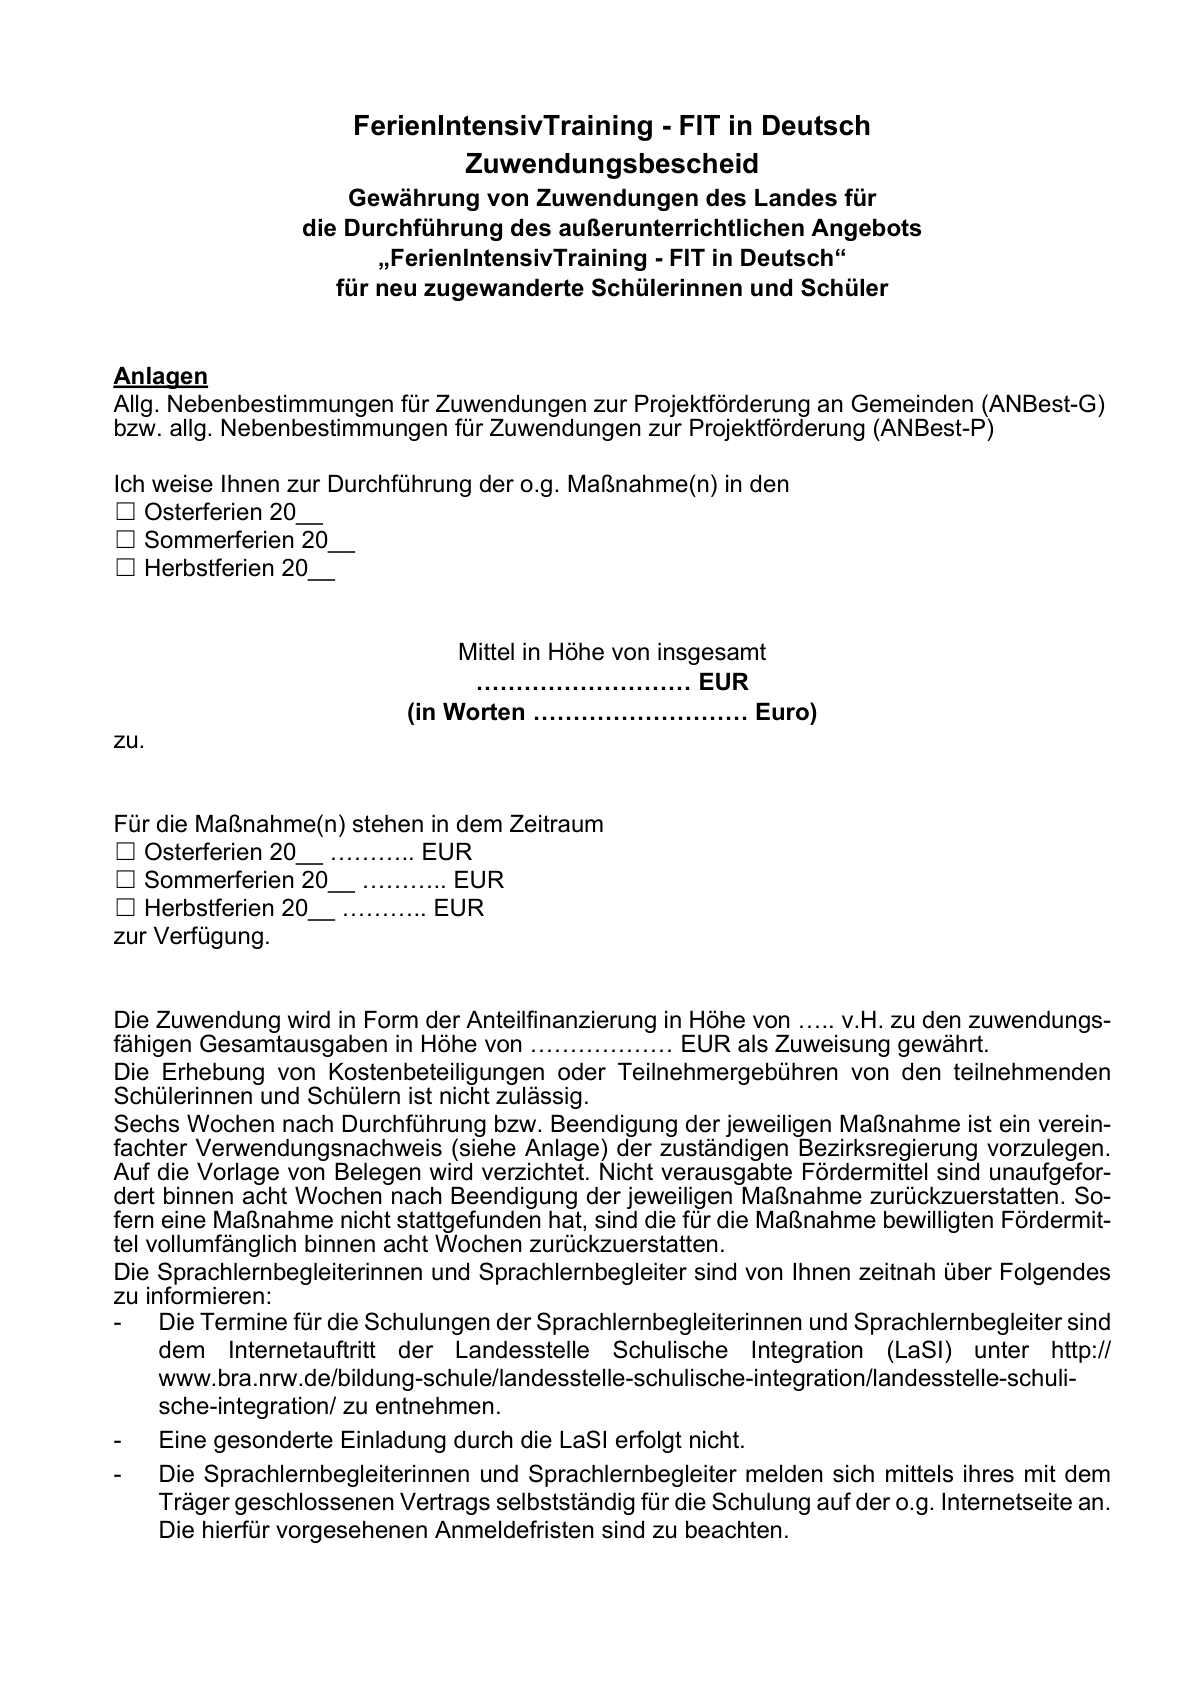 FerienIntensivTraining - FIT in Deutsch
Zuwendungsbescheid
Gewährung von Zuwendungen des Landes für
die Durchführung des außerunterrichtlichen Angebots
„FerienIntensivTraining - FIT in Deutsch“
für neu zugewanderte Schülerinnen und Schüler
Anlagen
Allg. Nebenbestimmungen für Zuwendungen zur Projektförderung an Gemeinden (ANBest-G)
bzw. allg. Nebenbestimmungen für Zuwendungen zur Projektförderung (ANBest-P)
Ich weise Ihnen zur Durchführung der o.g. Maßnahme(n) in den
☐ Osterferien 20__
☐ Sommerferien 20__
☐ Herbstferien 20__
Mittel in Höhe von insgesamt
……………………… EUR
(in Worten ……………………… Euro)
zu.
Für die Maßnahme(n) stehen in dem Zeitraum
☐ Osterferien 20__ ……….. EUR
☐ Sommerferien 20__ ……….. EUR
☐ Herbstferien 20__ ……….. EUR
zur Verfügung.
Die Zuwendung wird in Form der Anteilfinanzierung in Höhe von ….. v.H. zu den zuwendungs-
fähigen Gesamtausgaben in Höhe von ……………… EUR als Zuweisung gewährt.
Die Erhebung von Kostenbeteiligungen oder Teilnehmergebühren von den teilnehmenden
Schülerinnen und Schülern ist nicht zulässig.
Sechs Wochen nach Durchführung bzw. Beendigung der jeweiligen Maßnahme ist ein verein-
fachter Verwendungsnachweis (siehe Anlage) der zuständigen Bezirksregierung vorzulegen.
Auf die Vorlage von Belegen wird verzichtet. Nicht verausgabte Fördermittel sind unaufgefor-
dert binnen acht Wochen nach Beendigung der jeweiligen Maßnahme zurückzuerstatten. So-
fern eine Maßnahme nicht stattgefunden hat, sind die für die Maßnahme bewilligten Fördermit-
tel vollumfänglich binnen acht Wochen zurückzuerstatten.
Die Sprachlernbegleiterinnen und Sprachlernbegleiter sind von Ihnen zeitnah über Folgendes
zu informieren:
- Die Termine für die Schulungen der Sprachlernbegleiterinnen und Sprachlernbegleiter sind
dem Internetauftritt der Landesstelle Schulische Integration (LaSI) unter http://
www.bra.nrw.de/bildung-schule/landesstelle-schulische-integration/landesstelle-schuli-
sche-integration/ zu entnehmen.
- Eine gesonderte Einladung durch die LaSI erfolgt nicht.
- Die Sprachlernbegleiterinnen und Sprachlernbegleiter melden sich mittels ihres mit dem
Träger geschlossenen Vertrags selbstständig für die Schulung auf der o.g. Internetseite an.
Die hierfür vorgesehenen Anmeldefristen sind zu beachten.